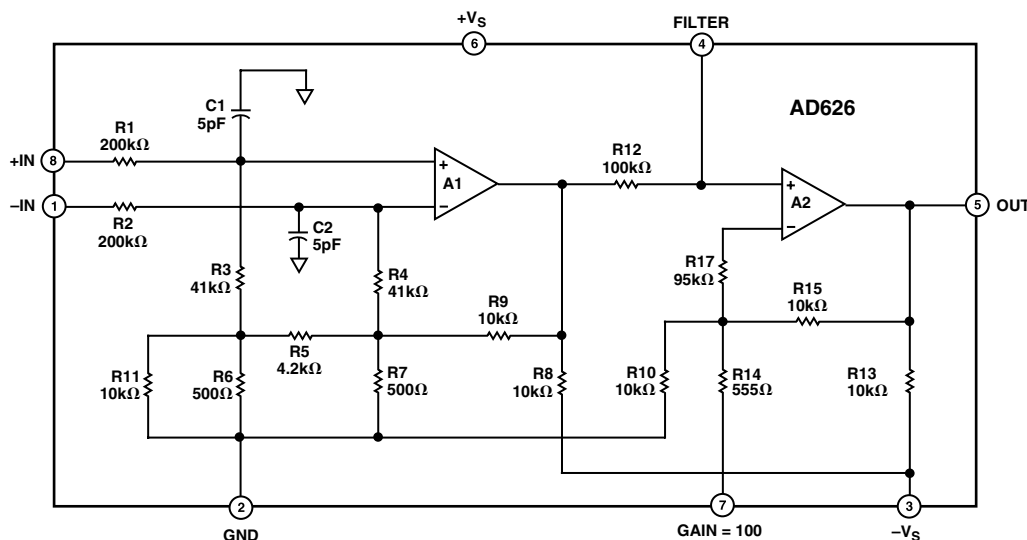 +VS
6
FILTER
4
AD626
C1
5pF
R1
200kΩ
+IN
8
–IN
1
R2
200kΩ
+
A1
–
R12
100kΩ
+
A2
–
5
OUT
C2
5pF
R3
41kΩ
R4
41kΩ
R17
95kΩ
R9
10kΩ
R15
10kΩ
R5
4.2kΩ
R11
10kΩ
R6
500Ω
R7
500Ω
R8
10kΩ
R10
10kΩ
R14
555Ω
R13
10kΩ
2
GND
7
GAIN = 100
3
–VS